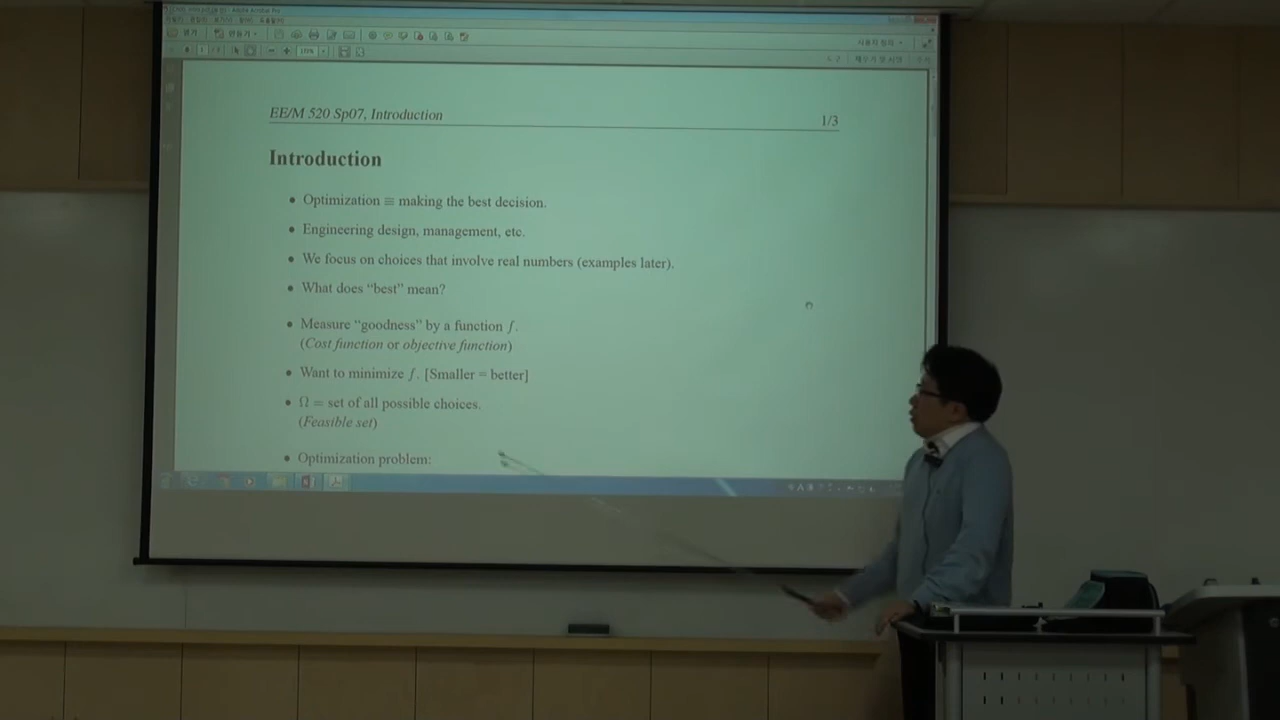 EE/M 520 Sp07, Introduction
1/3
Introduction
• Optimization ≡ making the best decision.
• Engineering design, management, etc.
• We focus on choices that involve real numbers (examples later).
• What does “best” mean?
• Measure “goodness” by a function f.
(Cost function or objective function)
• Want to minimize f. [Smaller = better]
• Ω = set of all possible choices.
(Feasible set)
• Optimization problem: